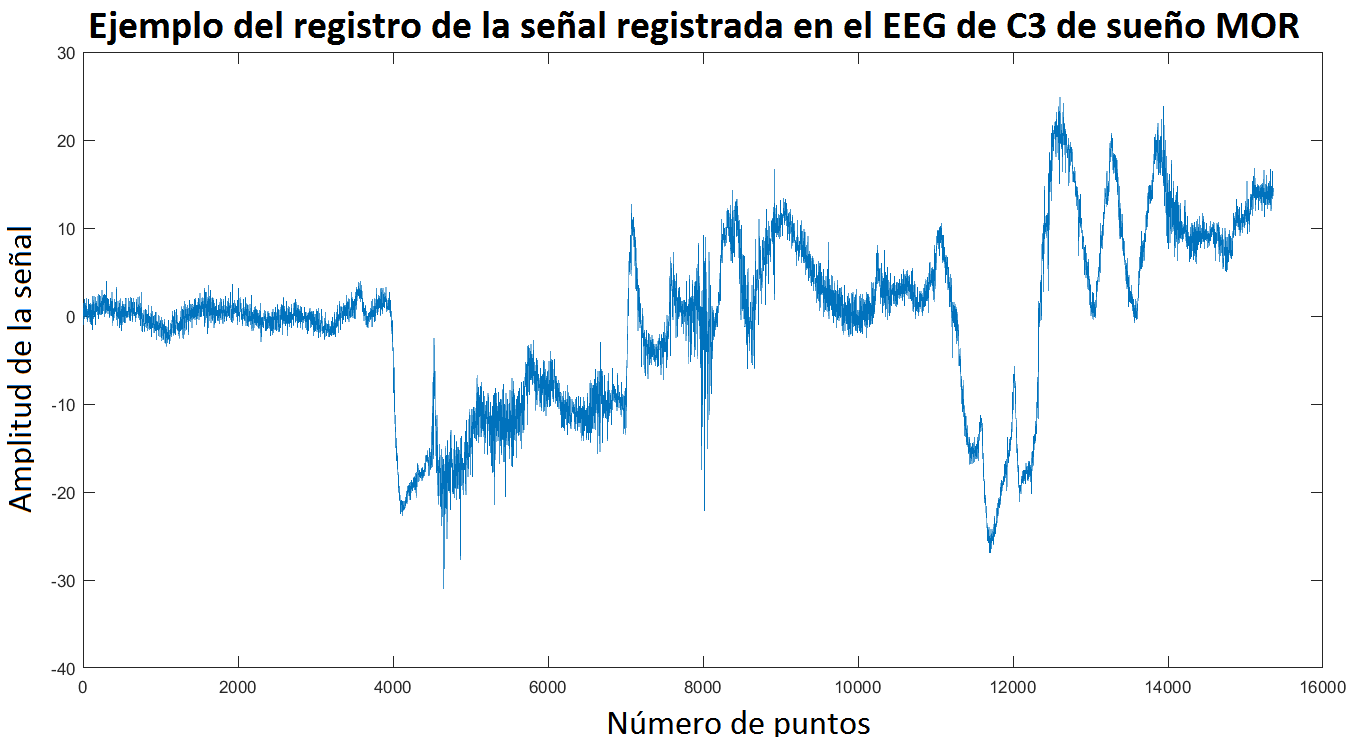 Ejemplo del registro de la señal registrada en el EEG de C3 de sueño MOR
30
20
10
0
-10
-20
-30
-40
Amplitud de la señal
0 2000 4000 6000 8000 10000 12000 14000 16000
Número de puntos